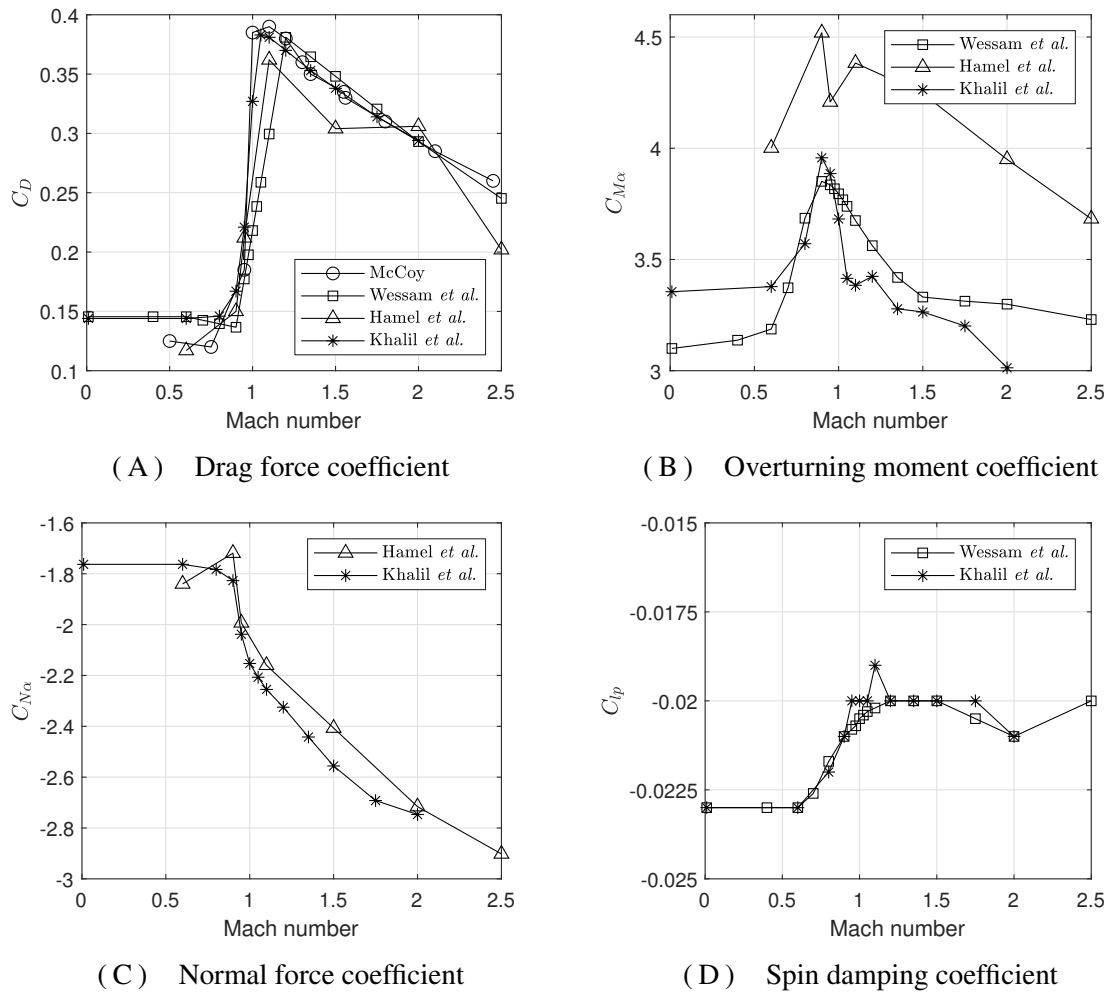 0.4
0.35
0.3
0.25
0.2
0.15
0.1
C_D
McCoy
Wessam et al.
Hamel et al.
Khalil et al.
0 0.5 1 1.5 2 2.5
Mach number
(A) Drag force coefficient
4.5
4
3.5
3
C_{Mα}
Wessam et al.
Hamel et al.
Khalil et al.
0 0.5 1 1.5 2 2.5
Mach number
(B) Overturning moment coefficient
-1.6
-1.8
-2
-2.2
-2.4
-2.6
-2.8
-3
C_{Nα}
Hamel et al.
Khalil et al.
0 0.5 1 1.5 2 2.5
Mach number
(C) Normal force coefficient
-0.015
-0.0175
-0.02
-0.0225
-0.025
C_{lp}
Wessam et al.
Khalil et al.
0 0.5 1 1.5 2 2.5
Mach number
(D) Spin damping coefficient